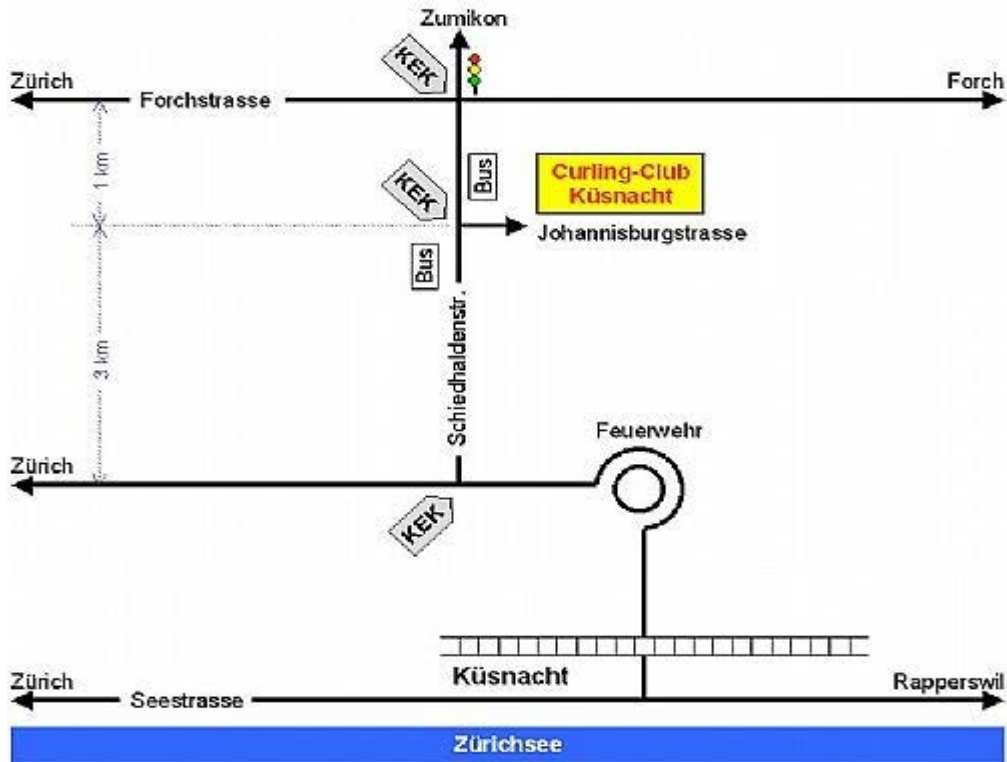 Zumikon
KEK
Zürich
Forch
Forchstrasse
1 km
KEK
Bus
Curling-Club
Küsnacht
Johannisburgstrasse
Bus
3 km
Schiedhaldenstr.
Feuerwehr
Zürich
KEK
Küsnacht
Zürich
Rapperswil
Seestrasse
Zürichsee